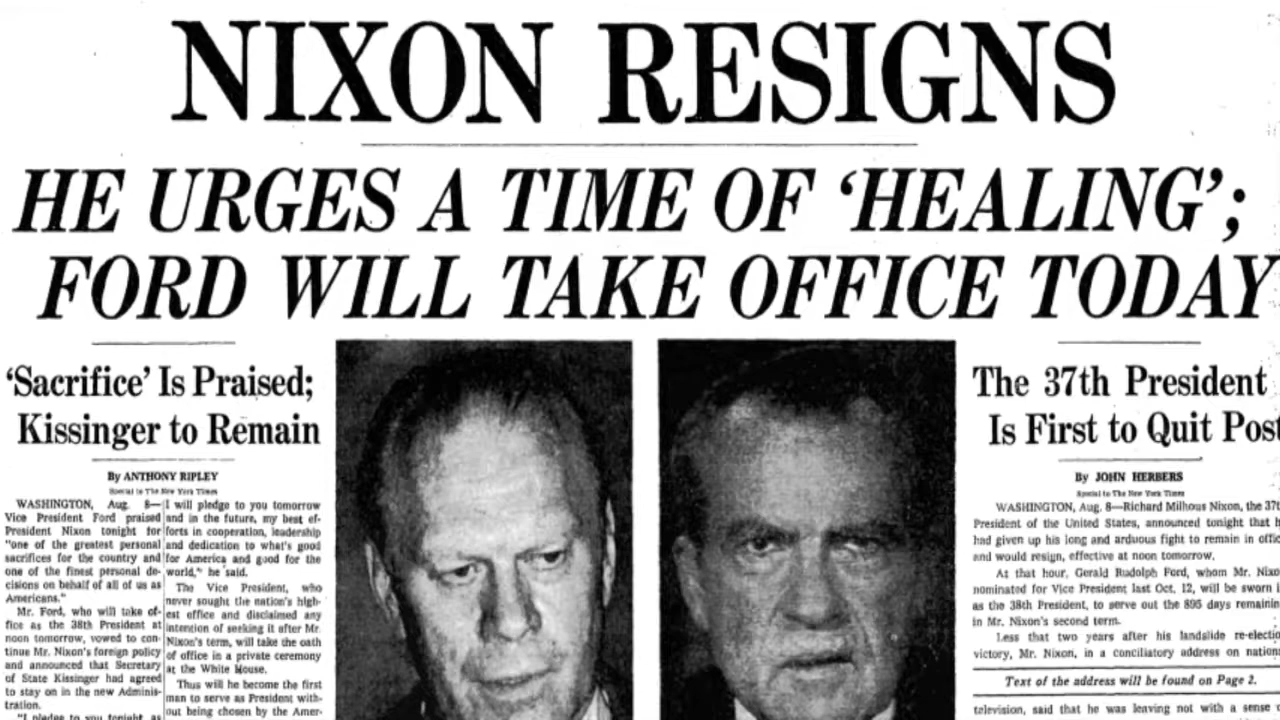 NIXON RESIGNS
HE URGES A TIME OF ‘HEALING’;
FORD WILL TAKE OFFICE TODAY
‘Sacrifice’ Is Praised;
Kissinger to Remain
By ANTHONY RIPLEY
Special to The New York Times
WASHINGTON, Aug. 8—
Vice President Ford praised
President Nixon tonight for
"one of the greatest personal
sacrifices for the country and
one of the finest personal de-
cisions on behalf of all of us as
Americans."
Mr. Ford, who will take of-
fice as the 38th President at
noon tomorrow, vowed to con-
tinue Mr. Nixon's foreign policy
and announced that Secretary
of State Kissinger had agreed
to stay on in the new Adminis-
tration.
"I pledge to you tonight, as
I will pledge to you tomorrow
and in the future, my best ef-
forts in cooperation, leadership
and dedication to what's good
for America and good for the
world," he said.
The Vice President, who
never sought the nation's high-
est office and disclaimed any
intention of seeking it after Mr.
Nixon's term, will take the oath
of office in a private ceremony
at the White House.
Thus will he become the first
man to serve as President with-
out being chosen by the Amer-
The 37th President
Is First to Quit Post
By JOHN HERBERS
Special to The New York Times
WASHINGTON, Aug. 8—Richard Milhous Nixon, the 37t
President of the United States, announced tonight that h
had given up his long and arduous fight to remain in offic
and would resign, effective at noon tomorrow.
At that hour, Gerald Rudolph Ford, whom Mr. Nixo
nominated for Vice President last Oct. 12, will be sworn i
as the 38th President, to serve out the 895 days remainin
in Mr. Nixon's second term.
Less that two years after his landslide re-electio
victory, Mr. Nixon, in a conciliatory address on nation
Text of the address will be found on Page 2.
television, said that he was leaving not with a sense o